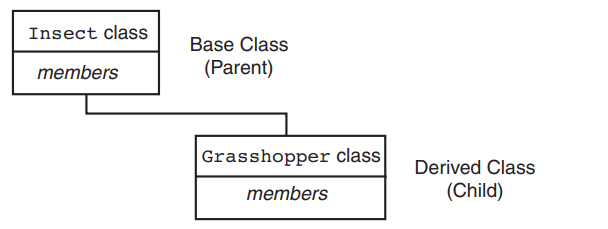 Insect class
members
Base Class
(Parent)
Grasshopper class
members
Derived Class
(Child)